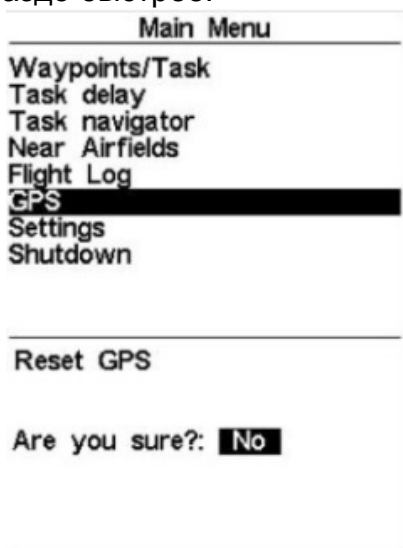 быстрее.
Main Menu
Waypoints/Task
Task delay
Task navigator
Near Airfields
Flight Log
GPS
Settings
Shutdown
Reset GPS
Are you sure?: No